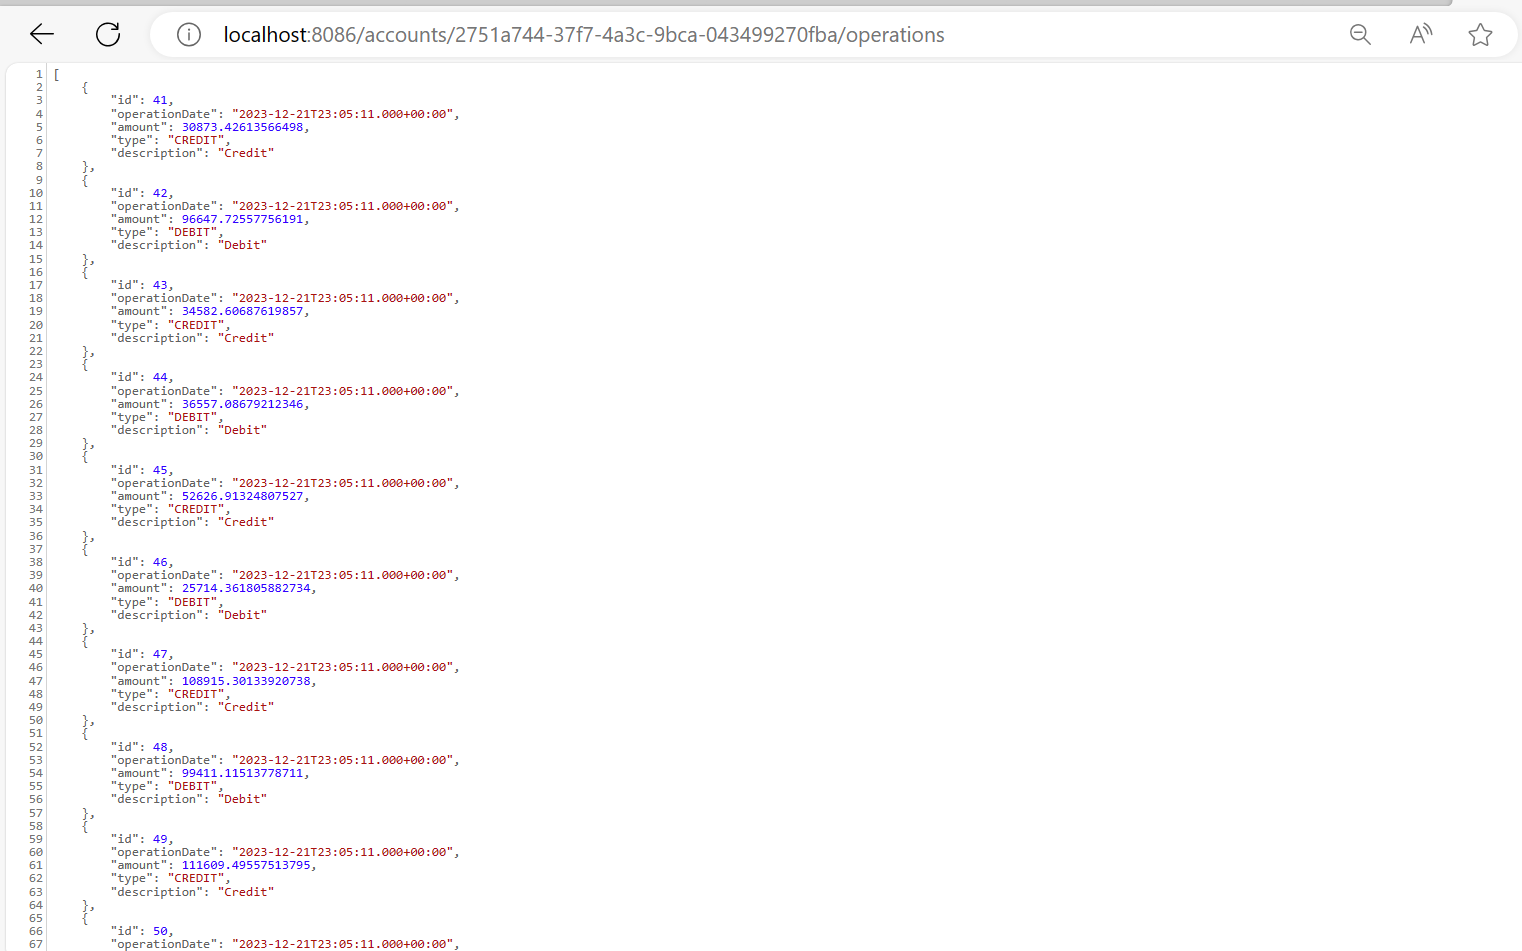 localhost:8086/accounts/2751a744-37f7-4a3c-9bca-043499270fba/operations
1 [
2 {
3 "id": 41,
4 "operationDate": "2023-12-21T23:05:11.000+00:00",
5 "amount": 30873.42613566498,
6 "type": "CREDIT",
7 "description": "Credit"
8 },
9 {
10 "id": 42,
11 "operationDate": "2023-12-21T23:05:11.000+00:00",
12 "amount": 96647.72557756191,
13 "type": "DEBIT",
14 "description": "Debit"
15 },
16 {
17 "id": 43,
18 "operationDate": "2023-12-21T23:05:11.000+00:00",
19 "amount": 34582.60687619857,
20 "type": "CREDIT",
21 "description": "Credit"
22 },
23 {
24 "id": 44,
25 "operationDate": "2023-12-21T23:05:11.000+00:00",
26 "amount": 36557.08679212346,
27 "type": "DEBIT",
28 "description": "Debit"
29 },
30 {
31 "id": 45,
32 "operationDate": "2023-12-21T23:05:11.000+00:00",
33 "amount": 52626.91324807527,
34 "type": "CREDIT",
35 "description": "Credit"
36 },
37 {
38 "id": 46,
39 "operationDate": "2023-12-21T23:05:11.000+00:00",
40 "amount": 25714.361805882734,
41 "type": "DEBIT",
42 "description": "Debit"
43 },
44 {
45 "id": 47,
46 "operationDate": "2023-12-21T23:05:11.000+00:00",
47 "amount": 108915.30133920738,
48 "type": "CREDIT",
49 "description": "Credit"
50 },
51 {
52 "id": 48,
53 "operationDate": "2023-12-21T23:05:11.000+00:00",
54 "amount": 99411.11513778711,
55 "type": "DEBIT",
56 "description": "Debit"
57 },
58 {
59 "id": 49,
60 "operationDate": "2023-12-21T23:05:11.000+00:00",
61 "amount": 111609.49557513795,
62 "type": "CREDIT",
63 "description": "Credit"
64 },
65 {
66 "id": 50,
67 "operationDate": "2023-12-21T23:05:11.000+00:00",